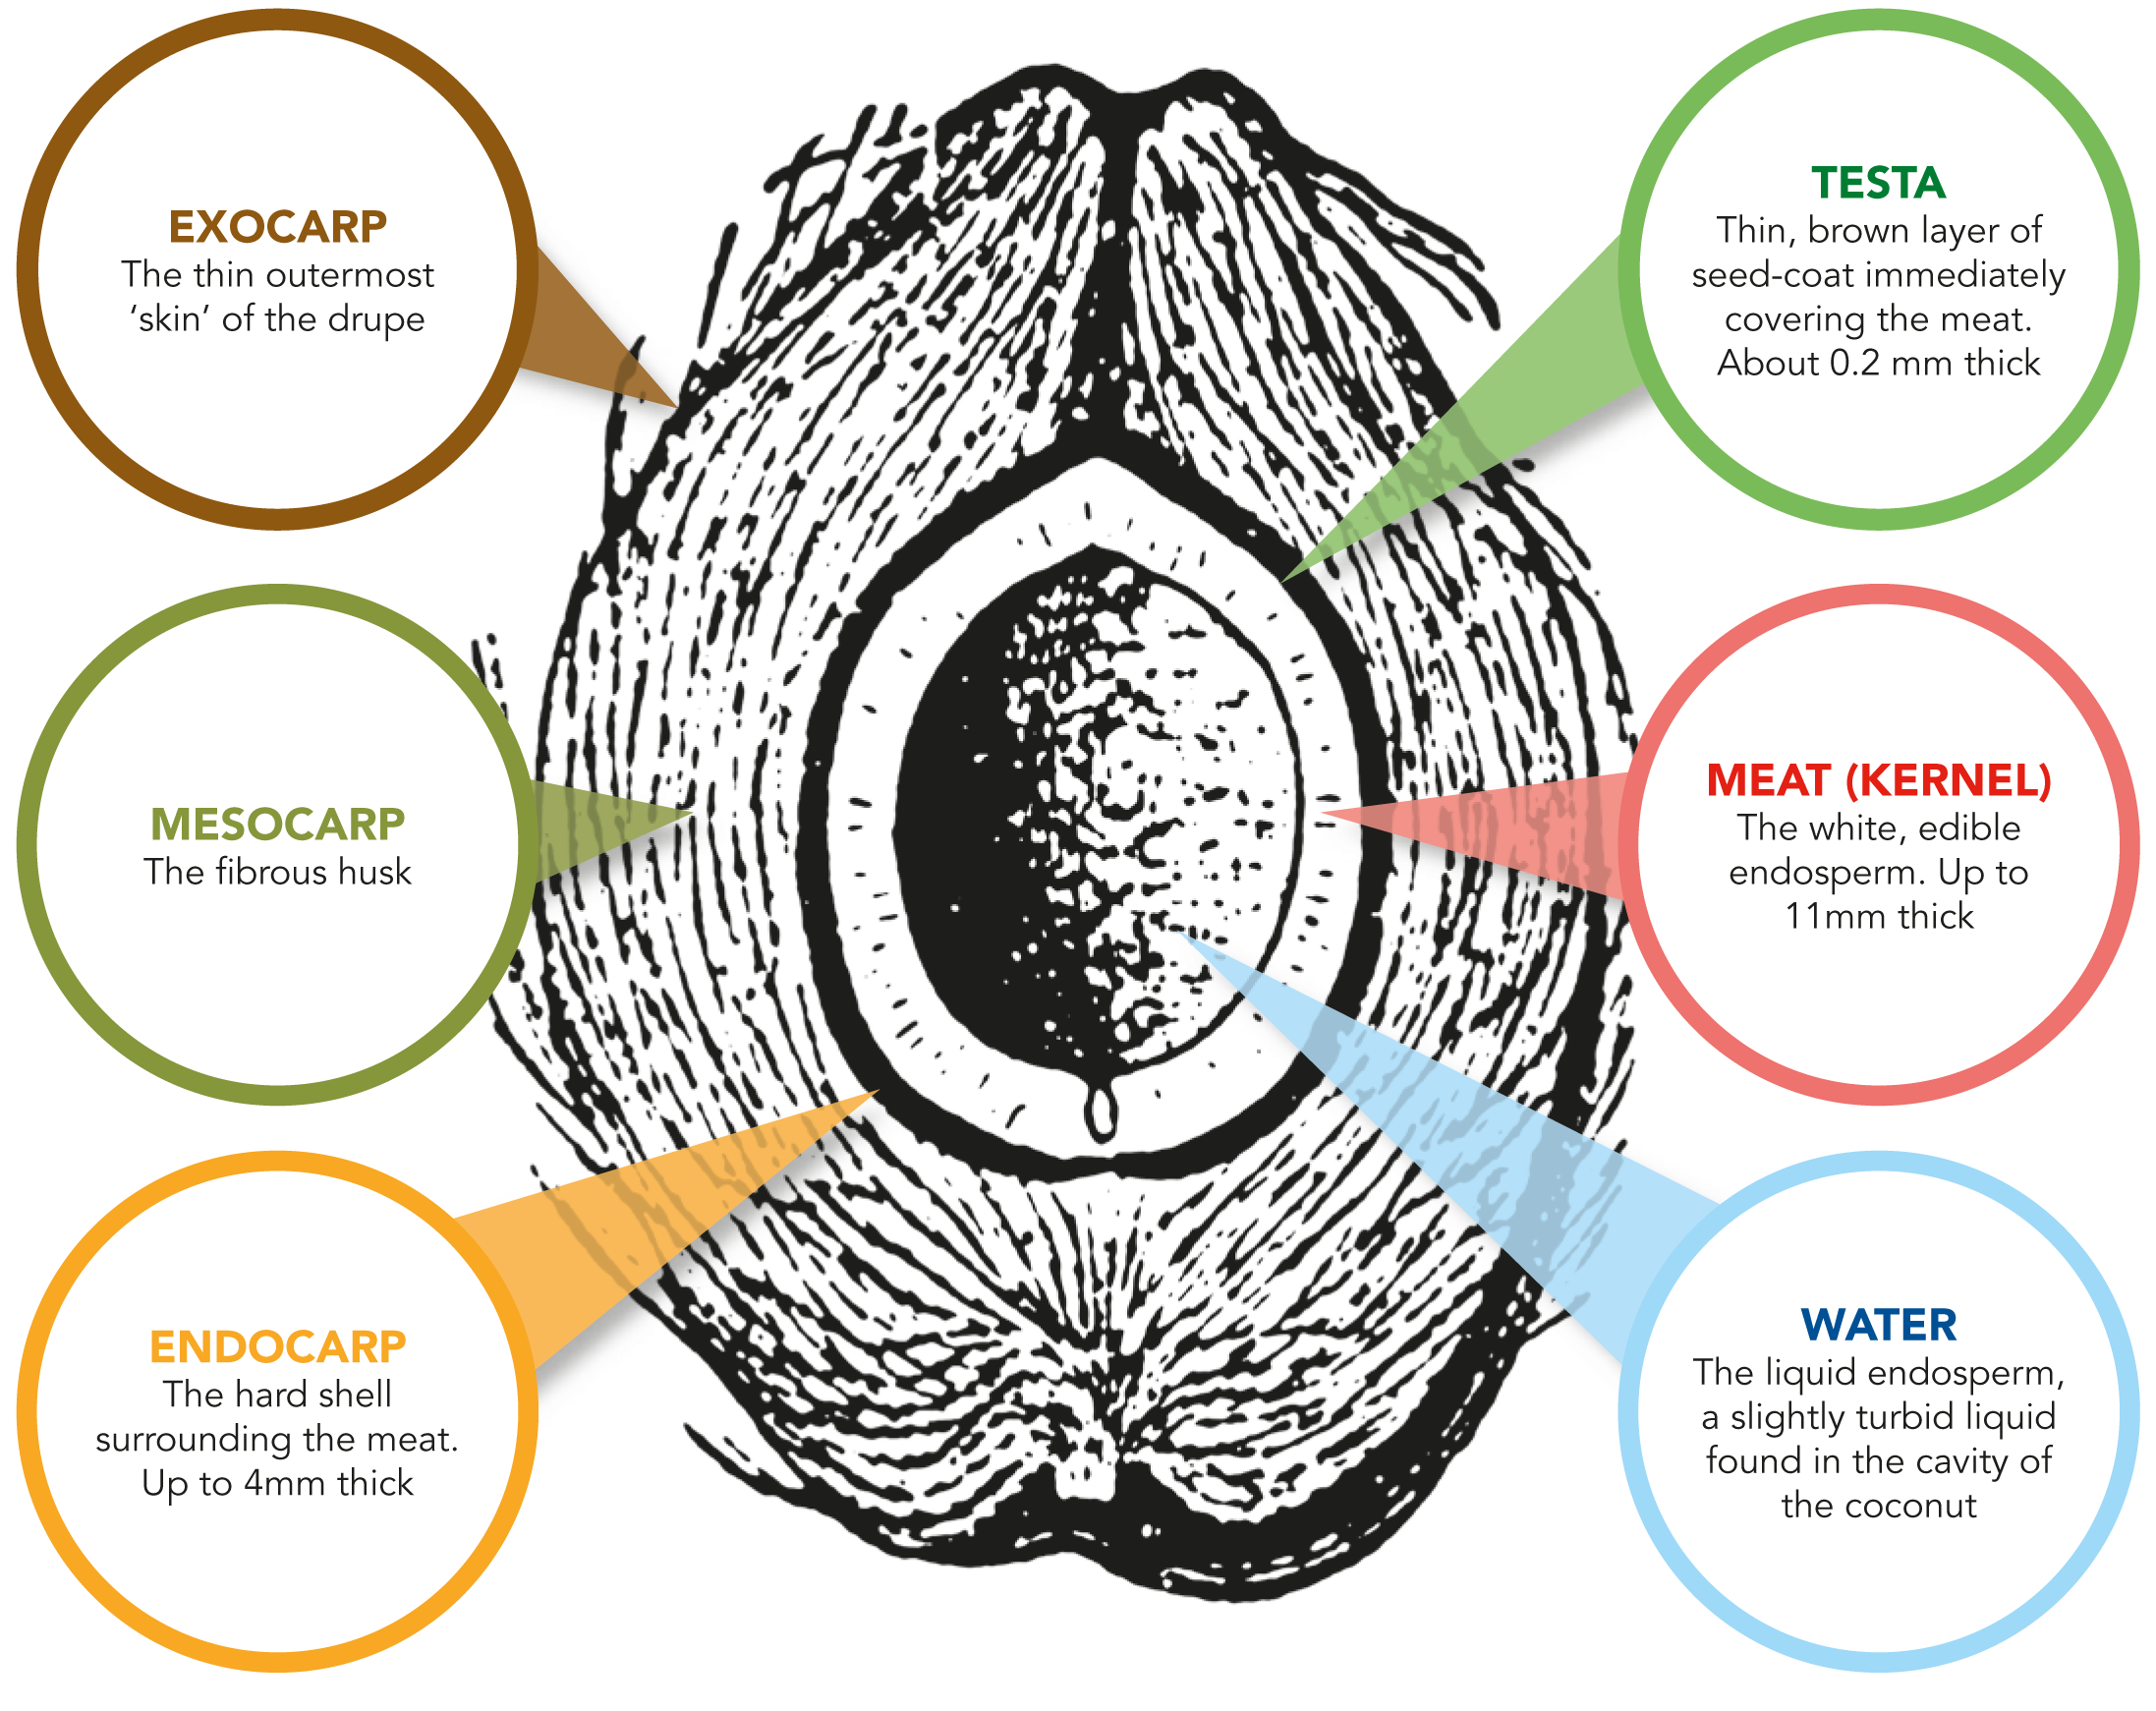 EXOCARP
The thin outermost
‘skin’ of the drupe
MESOCARP
The fibrous husk
ENDOCARP
The hard shell
surrounding the meat.
Up to 4mm thick
TESTA
Thin, brown layer of
seed-coat immediately
covering the meat.
About 0.2 mm thick
MEAT (KERNEL)
The white, edible
endosperm. Up to
11mm thick
WATER
The liquid endosperm,
a slightly turbid liquid
found in the cavity of
the coconut